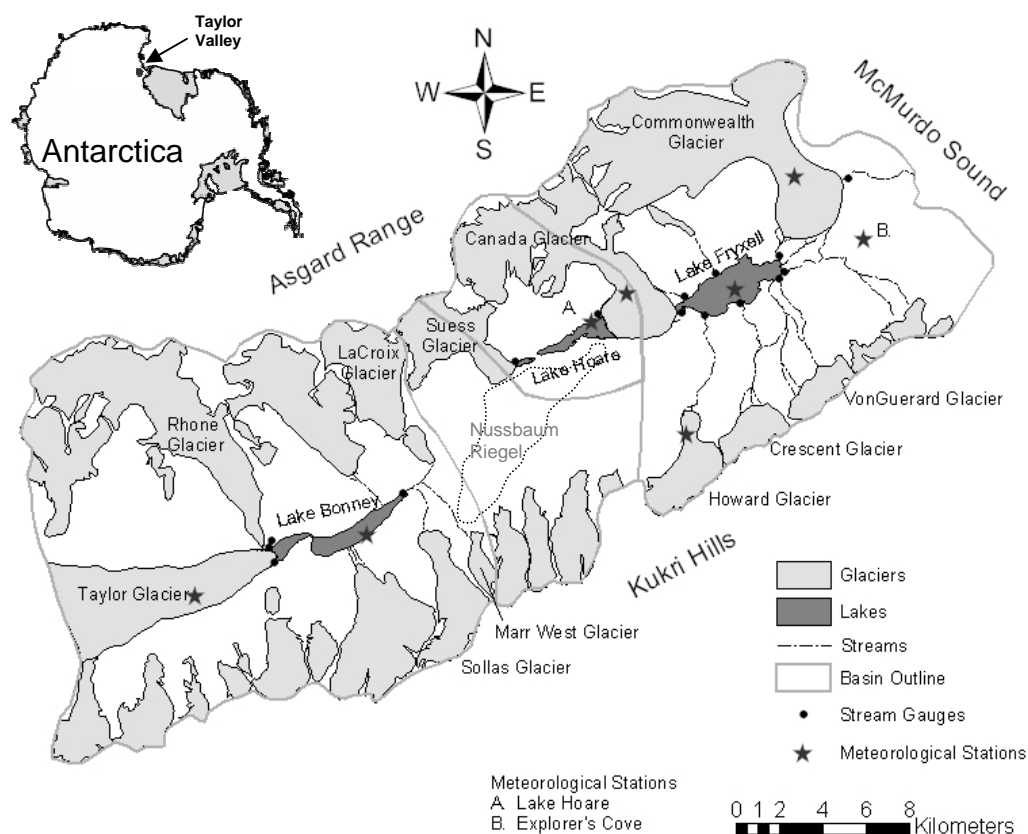 Taylor
Valley
Antarctica
N
W
E
S
McMurdo Sound
Commonwealth
Glacier
B.
Asgard Range
Canada Glacier
Lake Fryxell
A
Suess
Glacier
Lake Hoare
LaCroix
Glacier
Rhone
Glacier
Nussbaum
Riegel
VonGuerard Glacier
Crescent Glacier
Howard Glacier
Lake Bonney
Kukri Hills
Taylor Glacier
Marr West Glacier
Sollas Glacier
Glaciers
Lakes
Streams
Basin Outline
Stream Gauges
Meteorological Stations
Meteorological Stations
A. Lake Hoare
B. Explorer's Cove
0 1 2 4 6 8
Kilometers